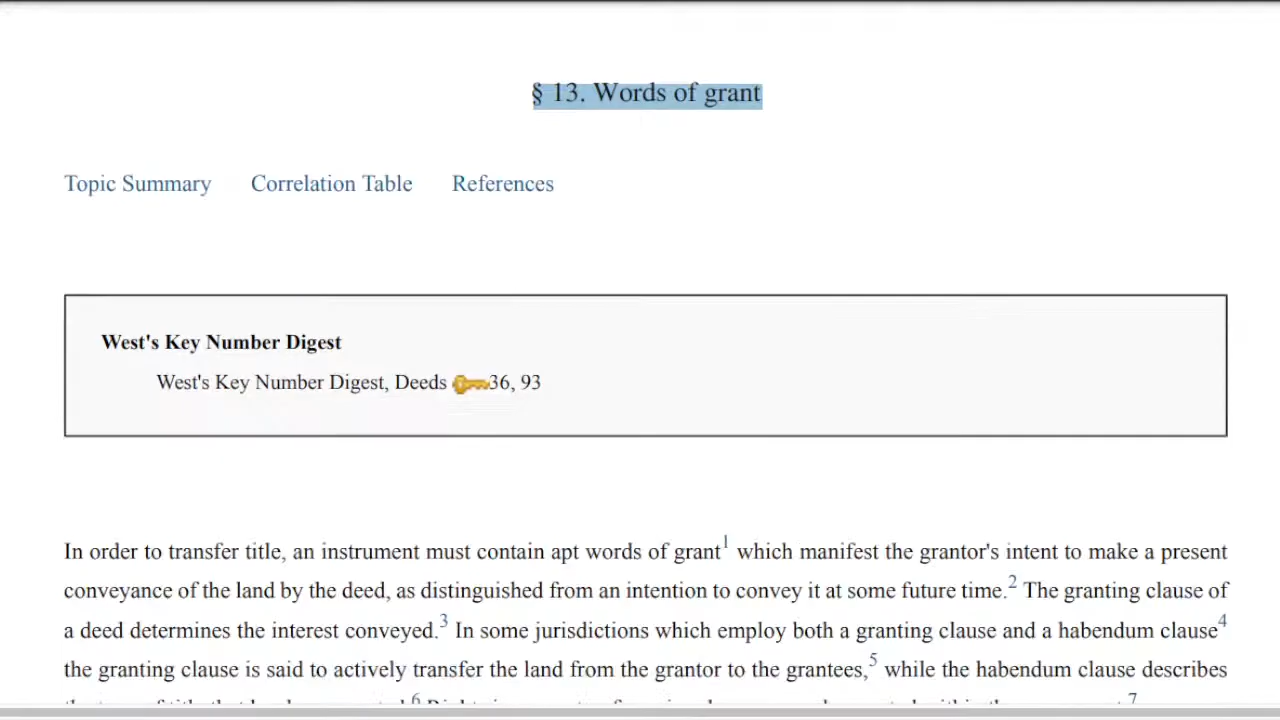 § 13. Words of grant
Topic Summary Correlation Table References
West's Key Number Digest
West's Key Number Digest, Deeds 36, 93
In order to transfer title, an instrument must contain apt words of grant1 which manifest the grantor's intent to make a present
conveyance of the land by the deed, as distinguished from an intention to convey it at some future time.2 The granting clause of
a deed determines the interest conveyed.3 In some jurisdictions which employ both a granting clause and a habendum clause4
the granting clause is said to actively transfer the land from the grantor to the grantees,5 while the habendum clause describes